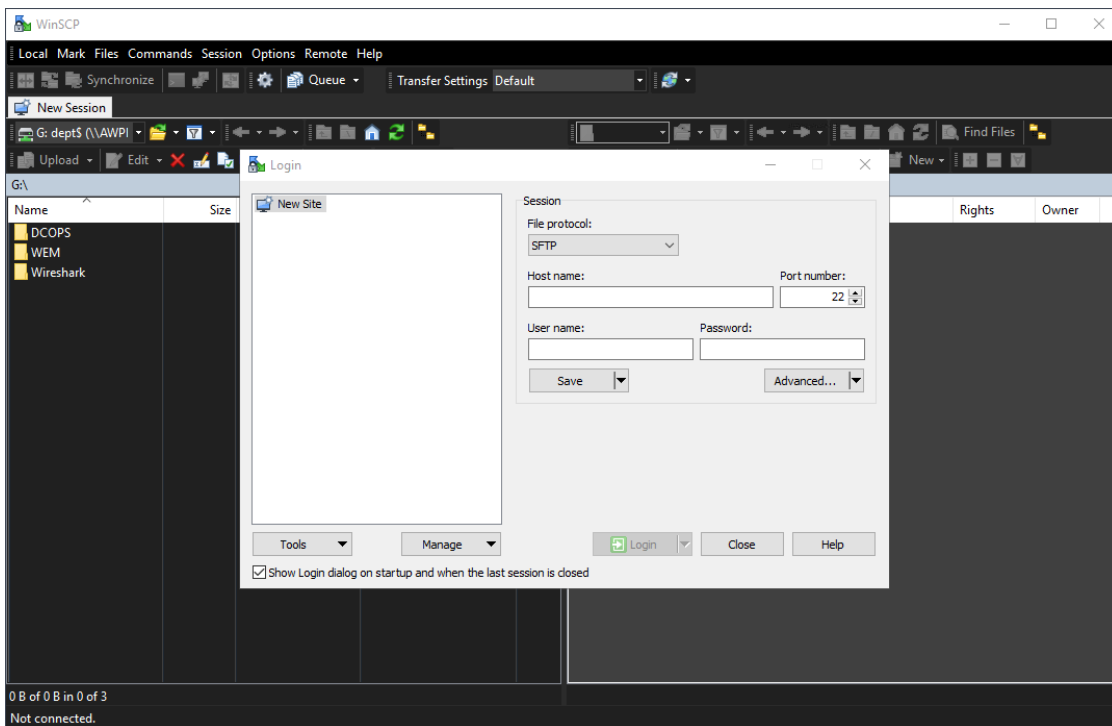 WinSCP
Local Mark Files Commands Session Options Remote Help
Synchronize Queue Transfer Settings Default
New Session
G: dept$ (\\AWPI Find Files
Upload Edit New
G:\
Name Size Rights Owner
DCOPS
WEM
Wireshark
Login
New Site
Session
File protocol:
SFTP
Host name: Port number:
22
User name: Password:
Save Advanced...
Tools Manage Login Close Help
Show Login dialog on startup and when the last session is closed
0 B of 0 B in 0 of 3
Not connected.